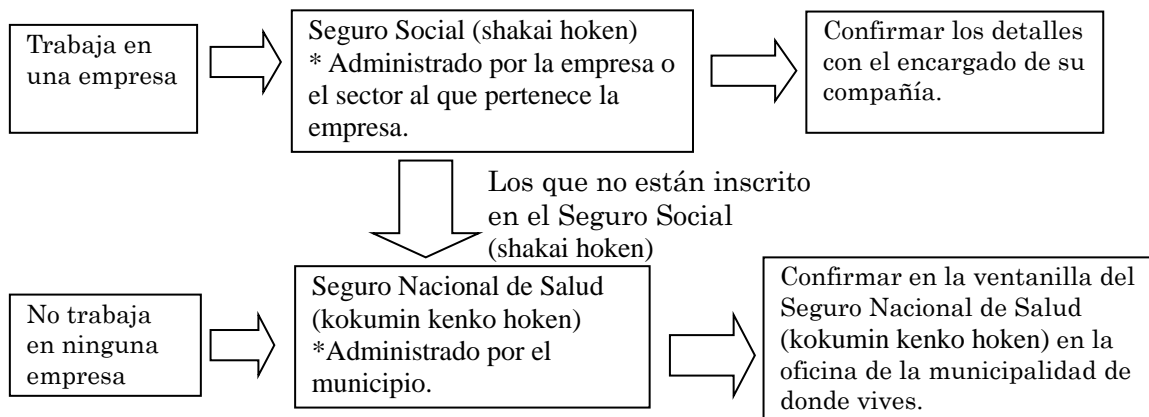 Trabaja en
una empresa
Seguro Social (shakai hoken)
* Administrado por la empresa o
el sector al que pertenece la
empresa.
Confirmar los detalles
con el encargado de su
compañía.
Los que no están inscrito
en el Seguro Social
(shakai hoken)
No trabaja
en ninguna
empresa
Seguro Nacional de Salud
(kokumin kenko hoken)
*Administrado por el
municipio.
Confirmar en la ventanilla del
Seguro Nacional de Salud
(kokumin kenko hoken) en la
oficina de la municipalidad de
donde vives.